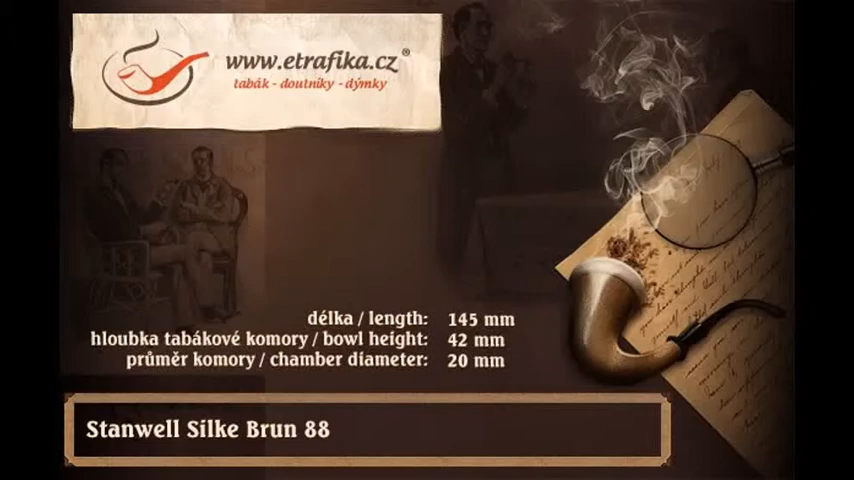 www.etrafika.cz®
tabák - doutníky - dýmky
délka / length: 145 mm
hloubka tabákové komory / bowl height: 42 mm
průměr komory / chamber diameter: 20 mm
Stanwell Silke Brun 88